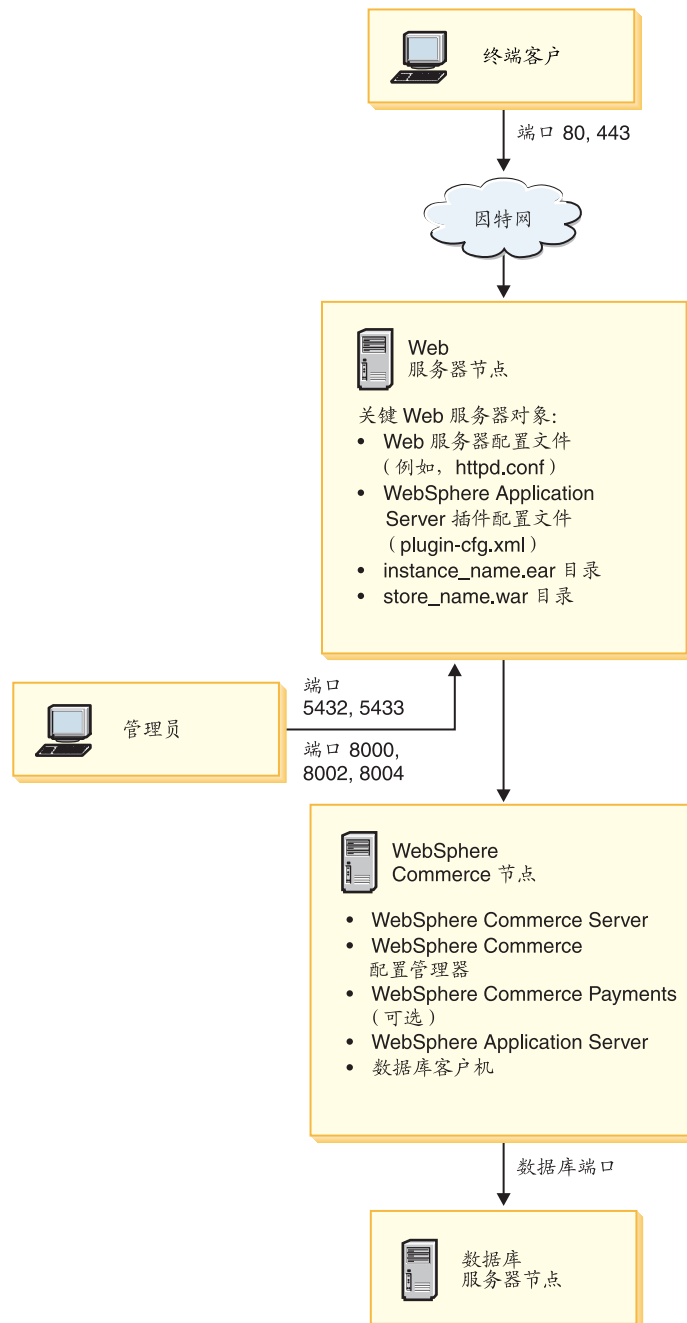 终端客户
端口 80, 443
因特网
Web
服务器节点
关键 Web 服务器对象:
• Web 服务器配置文件
(例如, httpd.conf)
• WebSphere Application
Server 插件配置文件
(plugin-cfg.xml)
• instance_name.ear 目录
• store_name.war 目录
管理员
端口
5432, 5433
端口 8000,
8002, 8004
WebSphere
Commerce 节点
• WebSphere Commerce Server
• WebSphere Commerce
配置管理器
• WebSphere Commerce Payments
(可选)
• WebSphere Application Server
• 数据库客户机
数据库端口
数据库
服务器节点